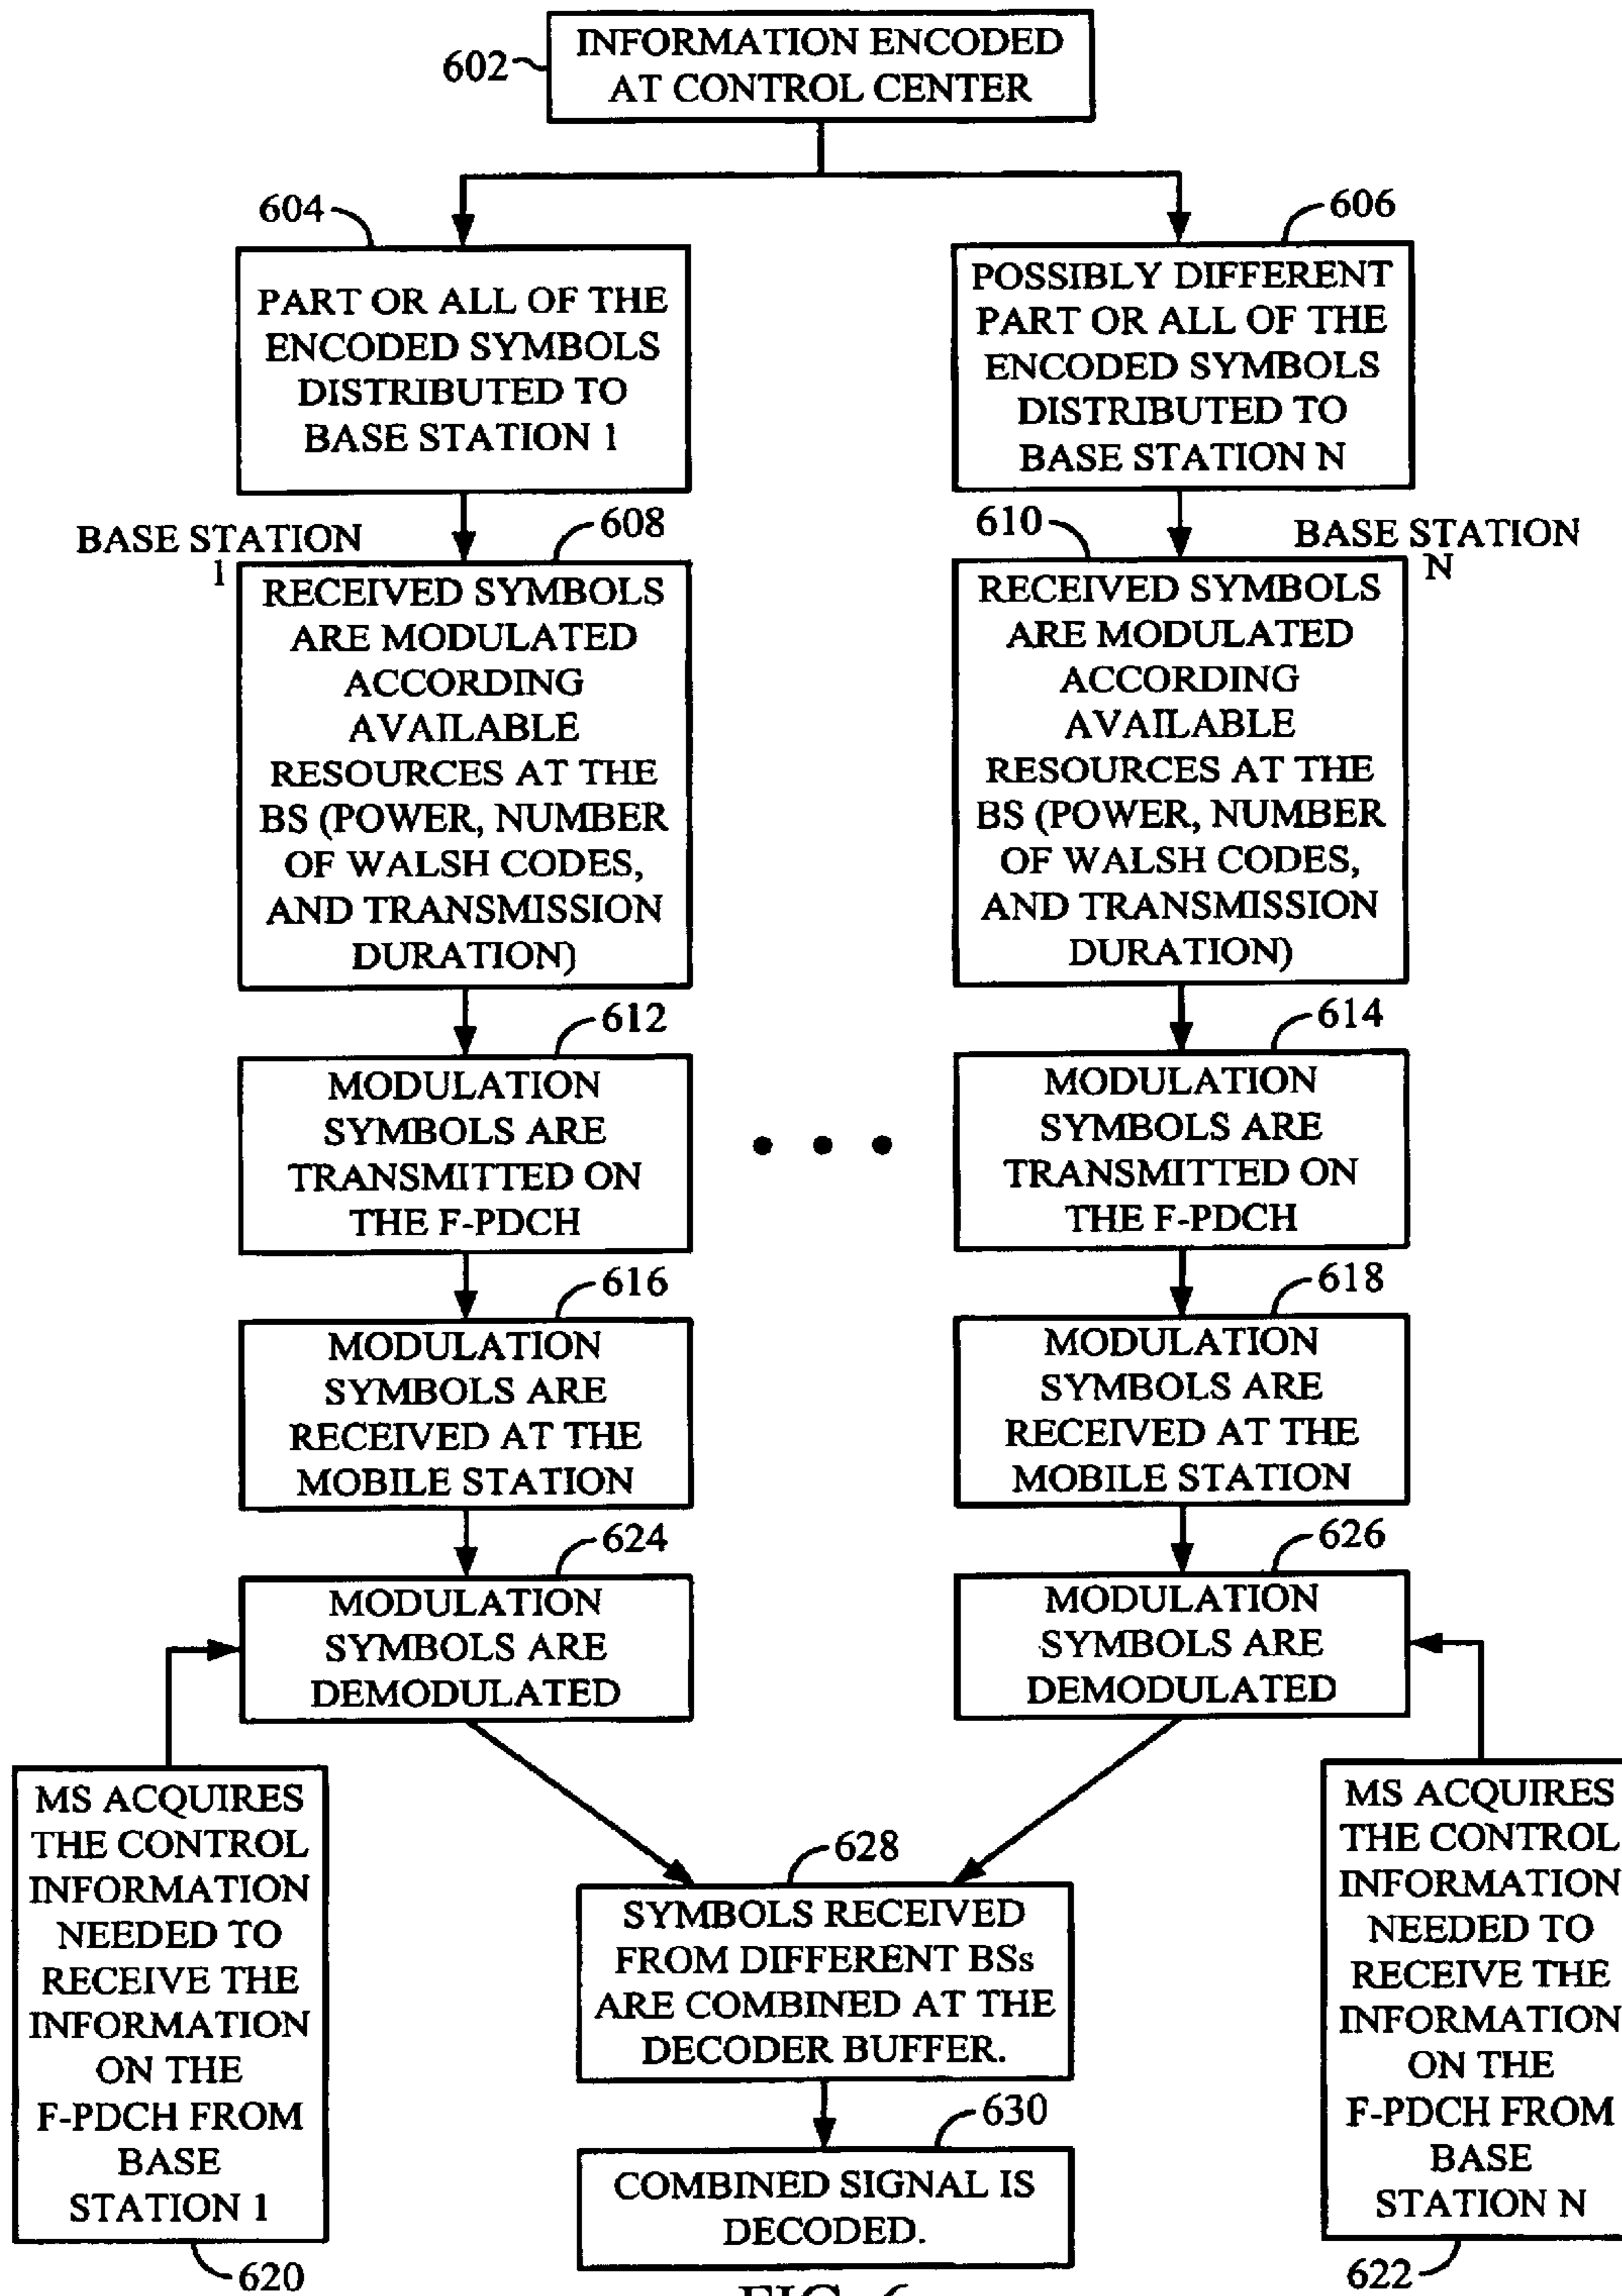 602
INFORMATION ENCODED
AT CONTROL CENTER
604
PART OR ALL OF THE
ENCODED SYMBOLS
DISTRIBUTED TO
BASE STATION 1
606
POSSIBLY DIFFERENT
PART OR ALL OF THE
ENCODED SYMBOLS
DISTRIBUTED TO
BASE STATION N
BASE STATION
1
608
RECEIVED SYMBOLS
ARE MODULATED
ACCORDING
AVAILABLE
RESOURCES AT THE
BS (POWER, NUMBER
OF WALSH CODES,
AND TRANSMISSION
DURATION)
610
BASE STATION
N
RECEIVED SYMBOLS
ARE MODULATED
ACCORDING
AVAILABLE
RESOURCES AT THE
BS (POWER, NUMBER
OF WALSH CODES,
AND TRANSMISSION
DURATION)
612
MODULATION
SYMBOLS ARE
TRANSMITTED ON
THE F-PDCH
• • •
614
MODULATION
SYMBOLS ARE
TRANSMITTED ON
THE F-PDCH
616
MODULATION
SYMBOLS ARE
RECEIVED AT THE
MOBILE STATION
618
MODULATION
SYMBOLS ARE
RECEIVED AT THE
MOBILE STATION
624
MODULATION
SYMBOLS ARE
DEMODULATED
626
MODULATION
SYMBOLS ARE
DEMODULATED
MS ACQUIRES
THE CONTROL
INFORMATION
NEEDED TO
RECEIVE THE
INFORMATION
ON THE
F-PDCH FROM
BASE
STATION 1
620
628
SYMBOLS RECEIVED
FROM DIFFERENT BSs
ARE COMBINED AT THE
DECODER BUFFER.
630
COMBINED SIGNAL IS
DECODED.
MS ACQUIRES
THE CONTROL
INFORMATION
NEEDED TO
RECEIVE THE
INFORMATION
ON THE
F-PDCH FROM
BASE
STATION N
622
FIG. 6